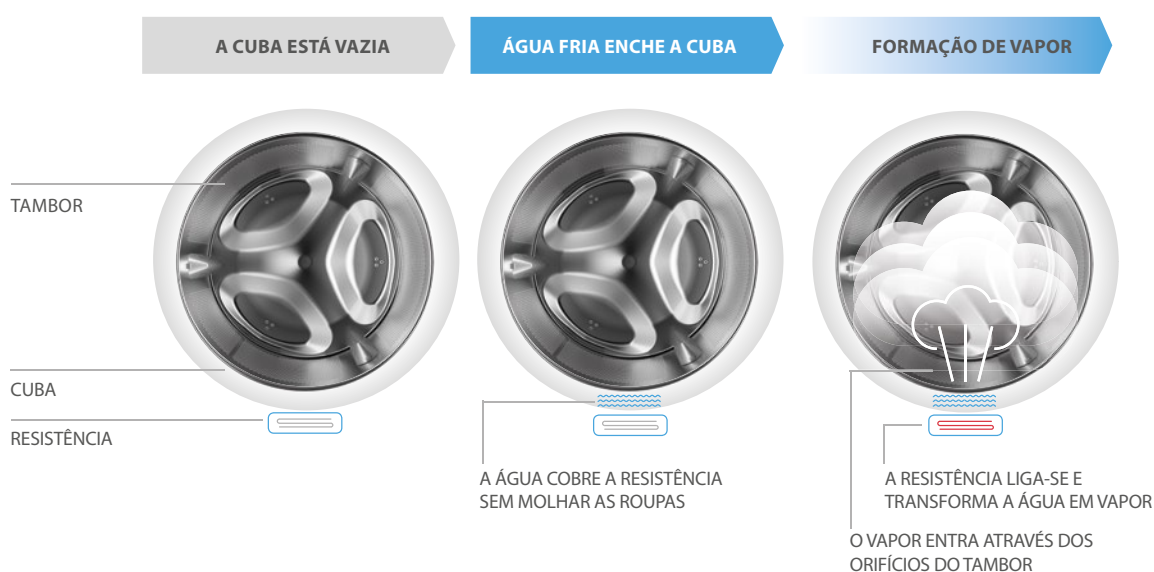 A CUBA ESTÁ VAZIA
ÁGUA FRIA ENCHE A CUBA
FORMAÇÃO DE VAPOR
TAMBOR
CUBA
RESISTÊNCIA
A ÁGUA COBRE A RESISTÊNCIA
SEM MOLHAR AS ROUPAS
A RESISTÊNCIA LIGA-SE E
TRANSFORMA A ÁGUA EM VAPOR
O VAPOR ENTRA ATRAVÉS DOS
ORIFÍCIOS DO TAMBOR